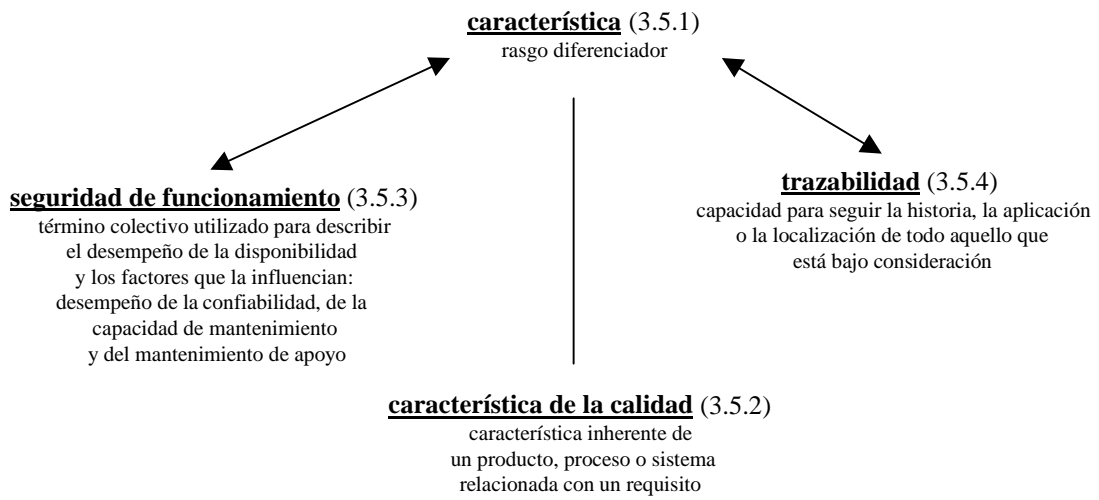 característica (3.5.1)
rasgo diferenciador
seguridad de funcionamiento (3.5.3)
término colectivo utilizado para describir
el desempeño de la disponibilidad
y los factores que la influencian:
desempeño de la confiabilidad, de la
capacidad de mantenimiento
y del mantenimiento de apoyo
trazabilidad (3.5.4)
capacidad para seguir la historia, la aplicación
o la localización de todo aquello que
está bajo consideración
característica de la calidad (3.5.2)
característica inherente de
un producto, proceso o sistema
relacionada con un requisito